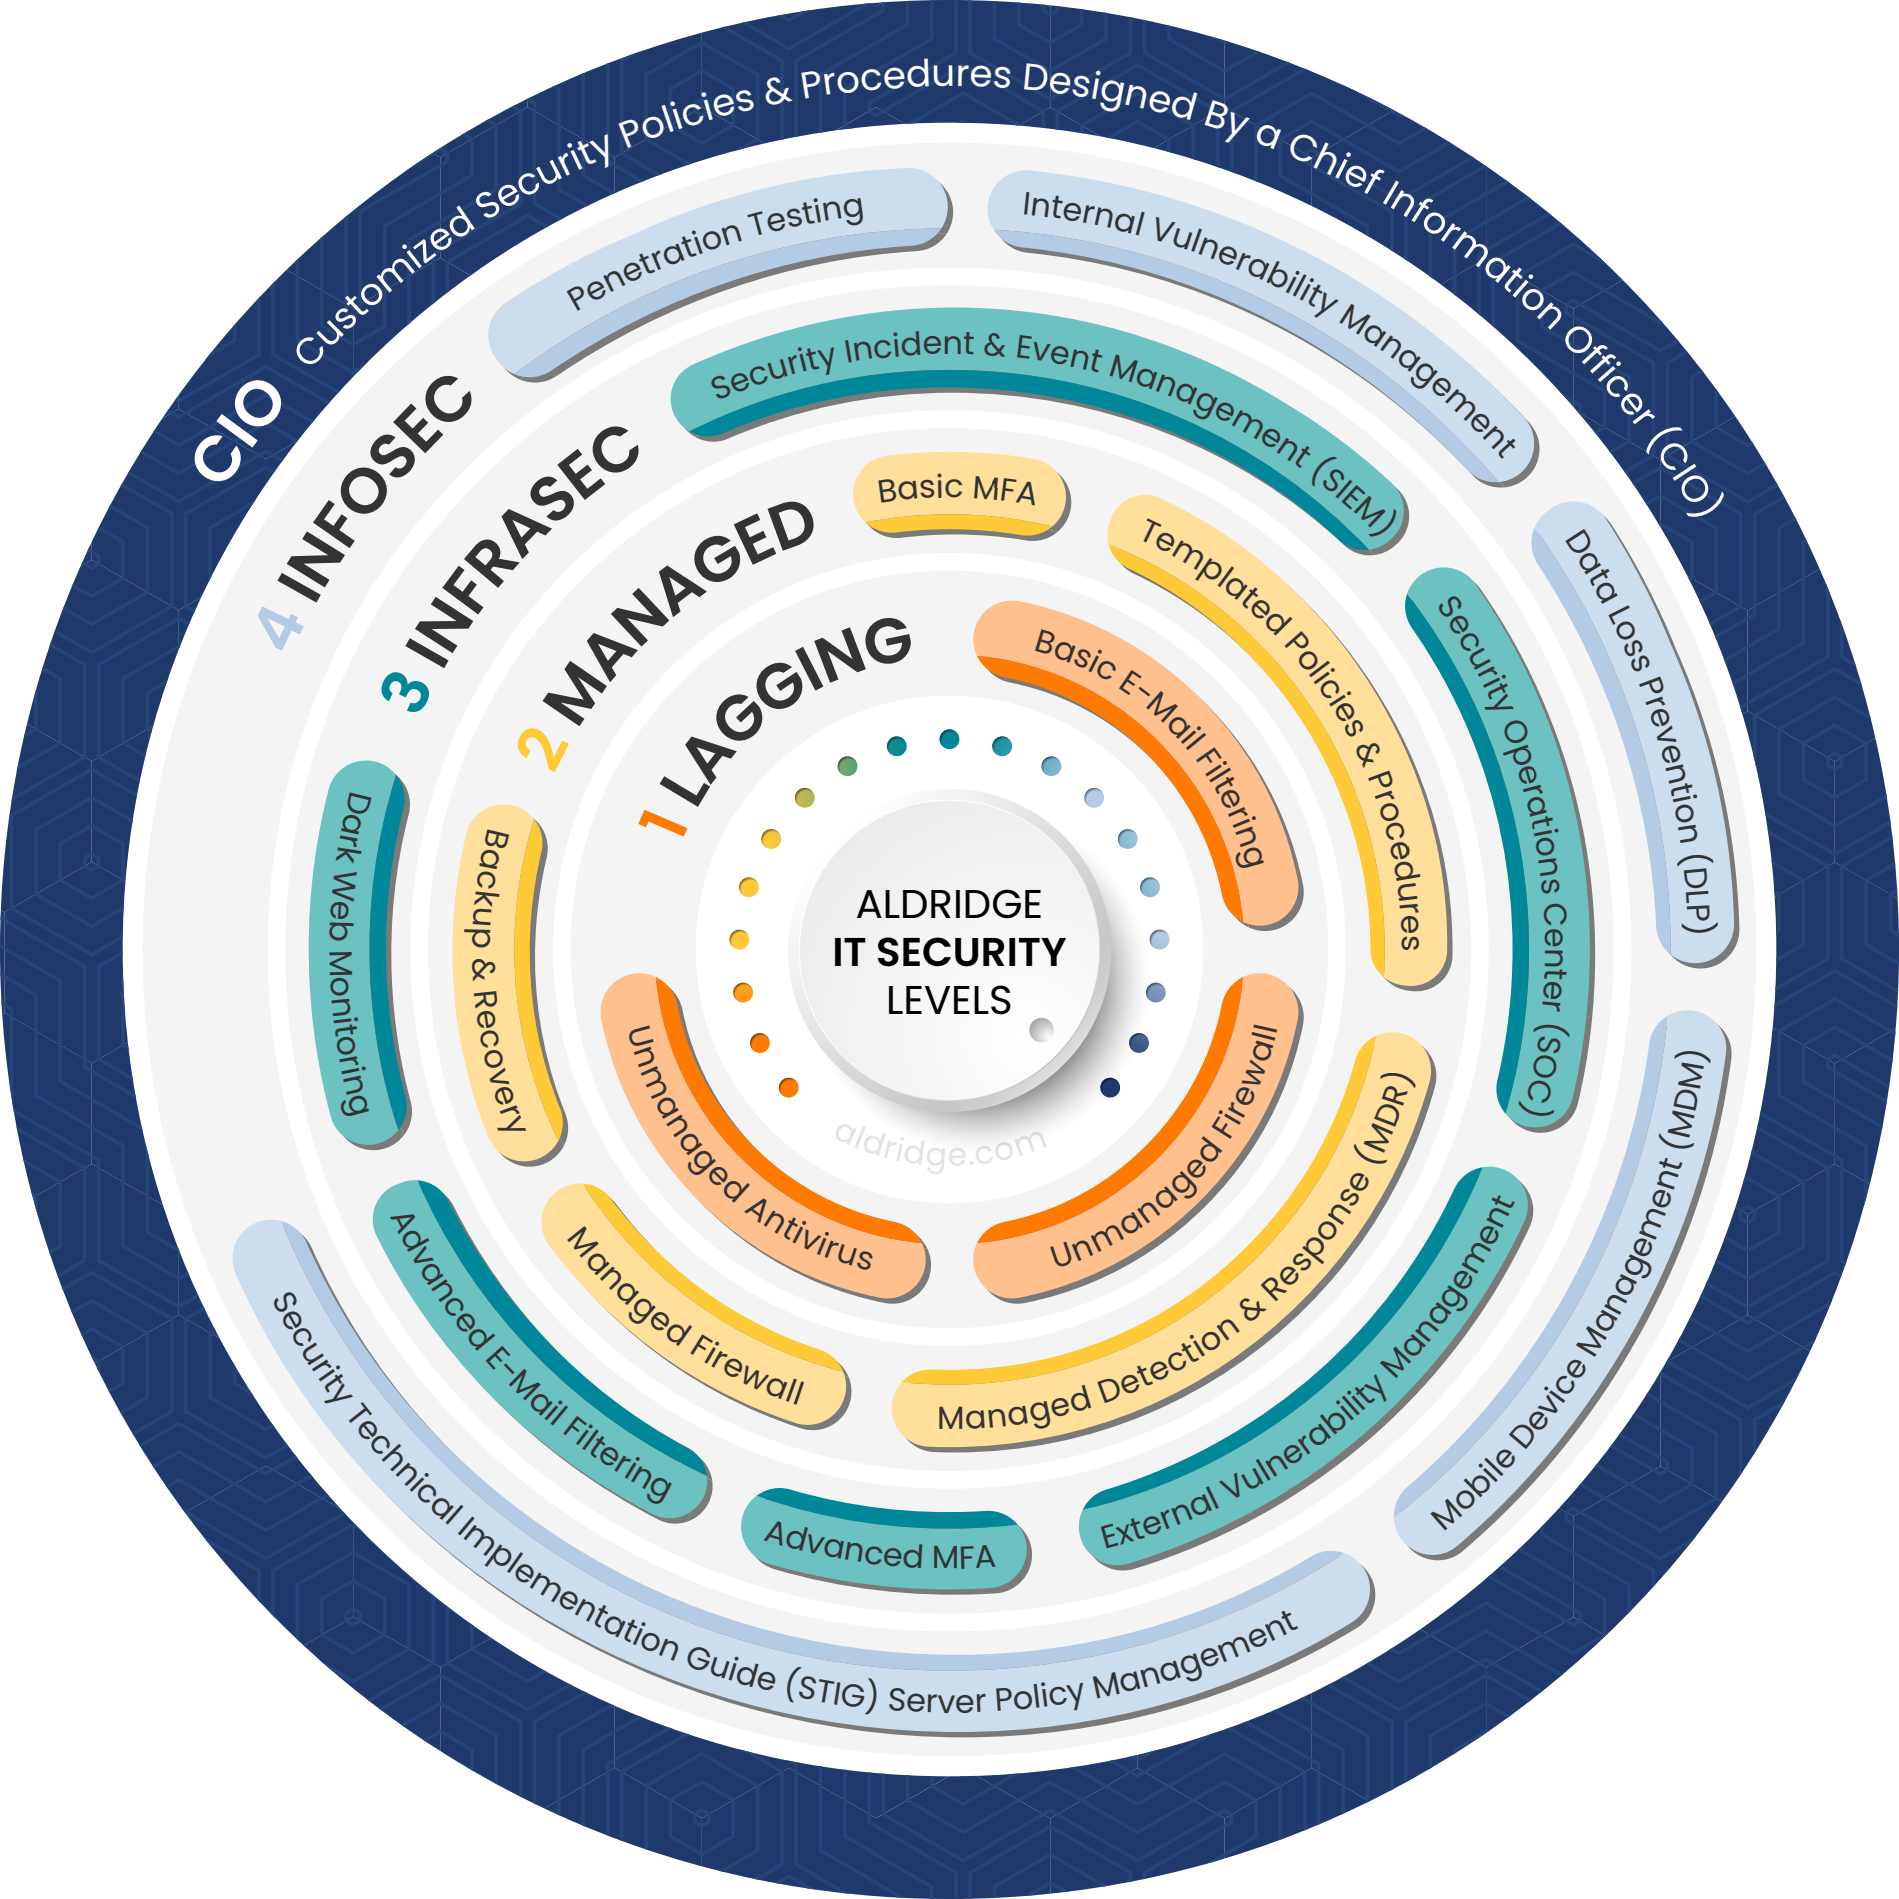 CIO
Customized Security Policies & Procedures Designed By a Chief Information Officer (CIO)
4 INFOSEC
Penetration Testing
Internal Vulnerability Management
Data Loss Prevention (DLP)
Mobile Device Management (MDM)
Security Technical Implementation Guide (STIG) Server Policy Management
3 INFRASEC
Security Incident & Event Management (SIEM)
Security Operations Center (SOC)
External Vulnerability Management
Advanced MFA
Advanced E-Mail Filtering
Dark Web Monitoring
2 MANAGED
Basic MFA
Templated Policies & Procedures
Managed Detection & Response (MDR)
Managed Firewall
Backup & Recovery
1 LAGGING
Basic E-Mail Filtering
Unmanaged Firewall
Unmanaged Antivirus
ALDRIDGE
IT SECURITY
LEVELS
aldridge.com